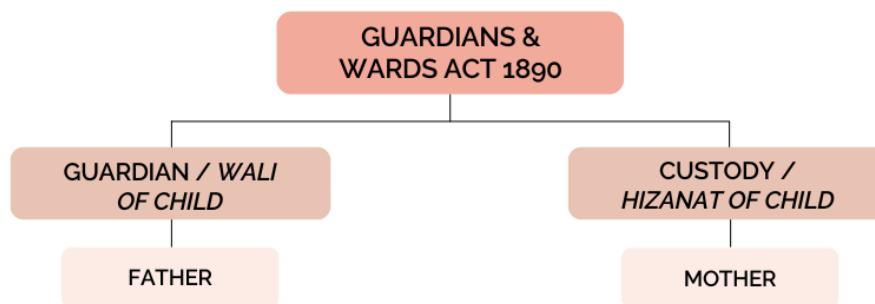 GUARDIANS &
WARDS ACT 1890
GUARDIAN / WALI
OF CHILD
CUSTODY /
HIZANAT OF CHILD
FATHER
MOTHER